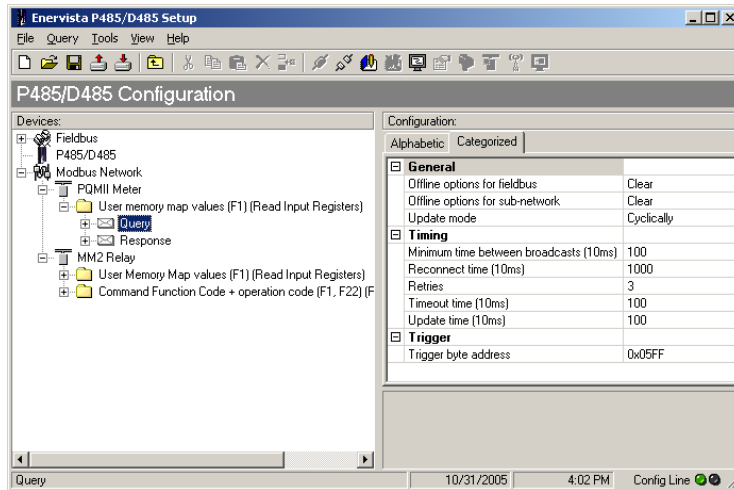 Enervista P485/D485 Setup
File Query Tools View Help
P485/D485 Configuration
Devices:
Fieldbus
P485/D485
Modbus Network
PQMII Meter
User memory map values (F1) (Read Input Registers)
Query
Response
MM2 Relay
User Memory Map values (F1) (Read Input Registers)
Command Function Code + operation code (F1, F22) (F
Configuration:
Alphabetic Categorized
General
Offline options for fieldbus Clear
Offline options for sub-network Clear
Update mode Cyclically
Timing
Minimum time between broadcasts (10ms) 100
Reconnect time (10ms) 1000
Retries 3
Timeout time (10ms) 100
Update time (10ms) 100
Trigger
Trigger byte address 0x05FF
Query 10/31/2005 4:02 PM Config Line